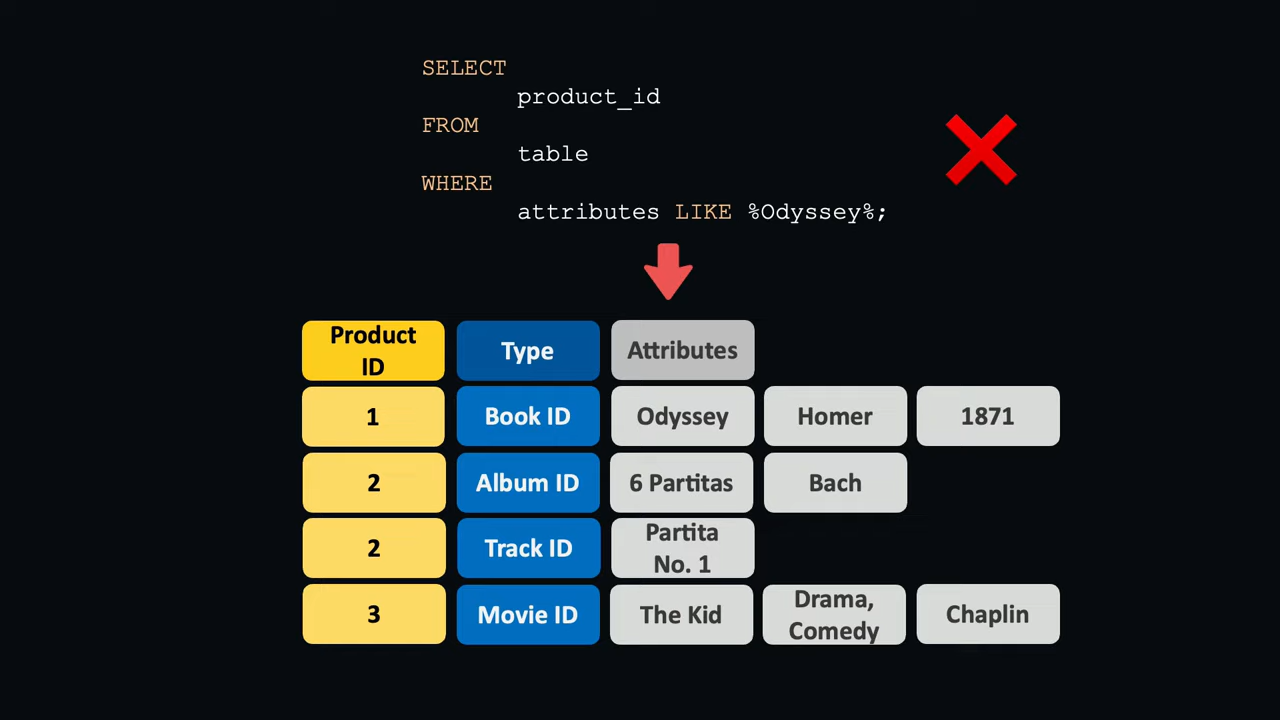 SELECT
product_id
FROM
table
WHERE
attributes LIKE %Odyssey%;
Product
ID
Type
Attributes
1
Book ID
Odyssey
Homer
1871
2
Album ID
6 Partitas
Bach
2
Track ID
Partita
No. 1
3
Movie ID
The Kid
Drama,
Comedy
Chaplin